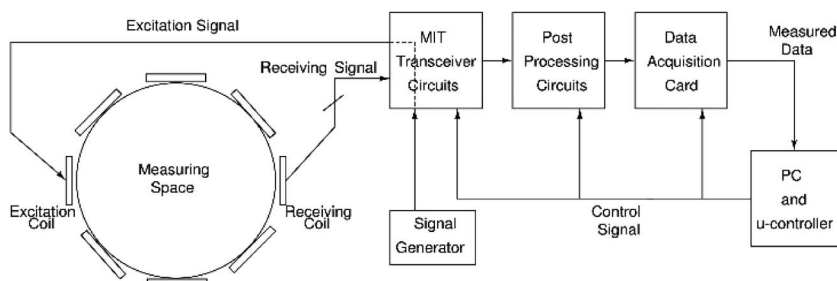 Excitation Signal
Receiving Signal
MIT
Transceiver
Circuits
Post
Processing
Circuits
Data
Acquisition
Card
Measured
Data
Measuring
Space
Excitation
Coil
Receiving
Coil
Signal
Generator
Control
Signal
PC
and
u-controller